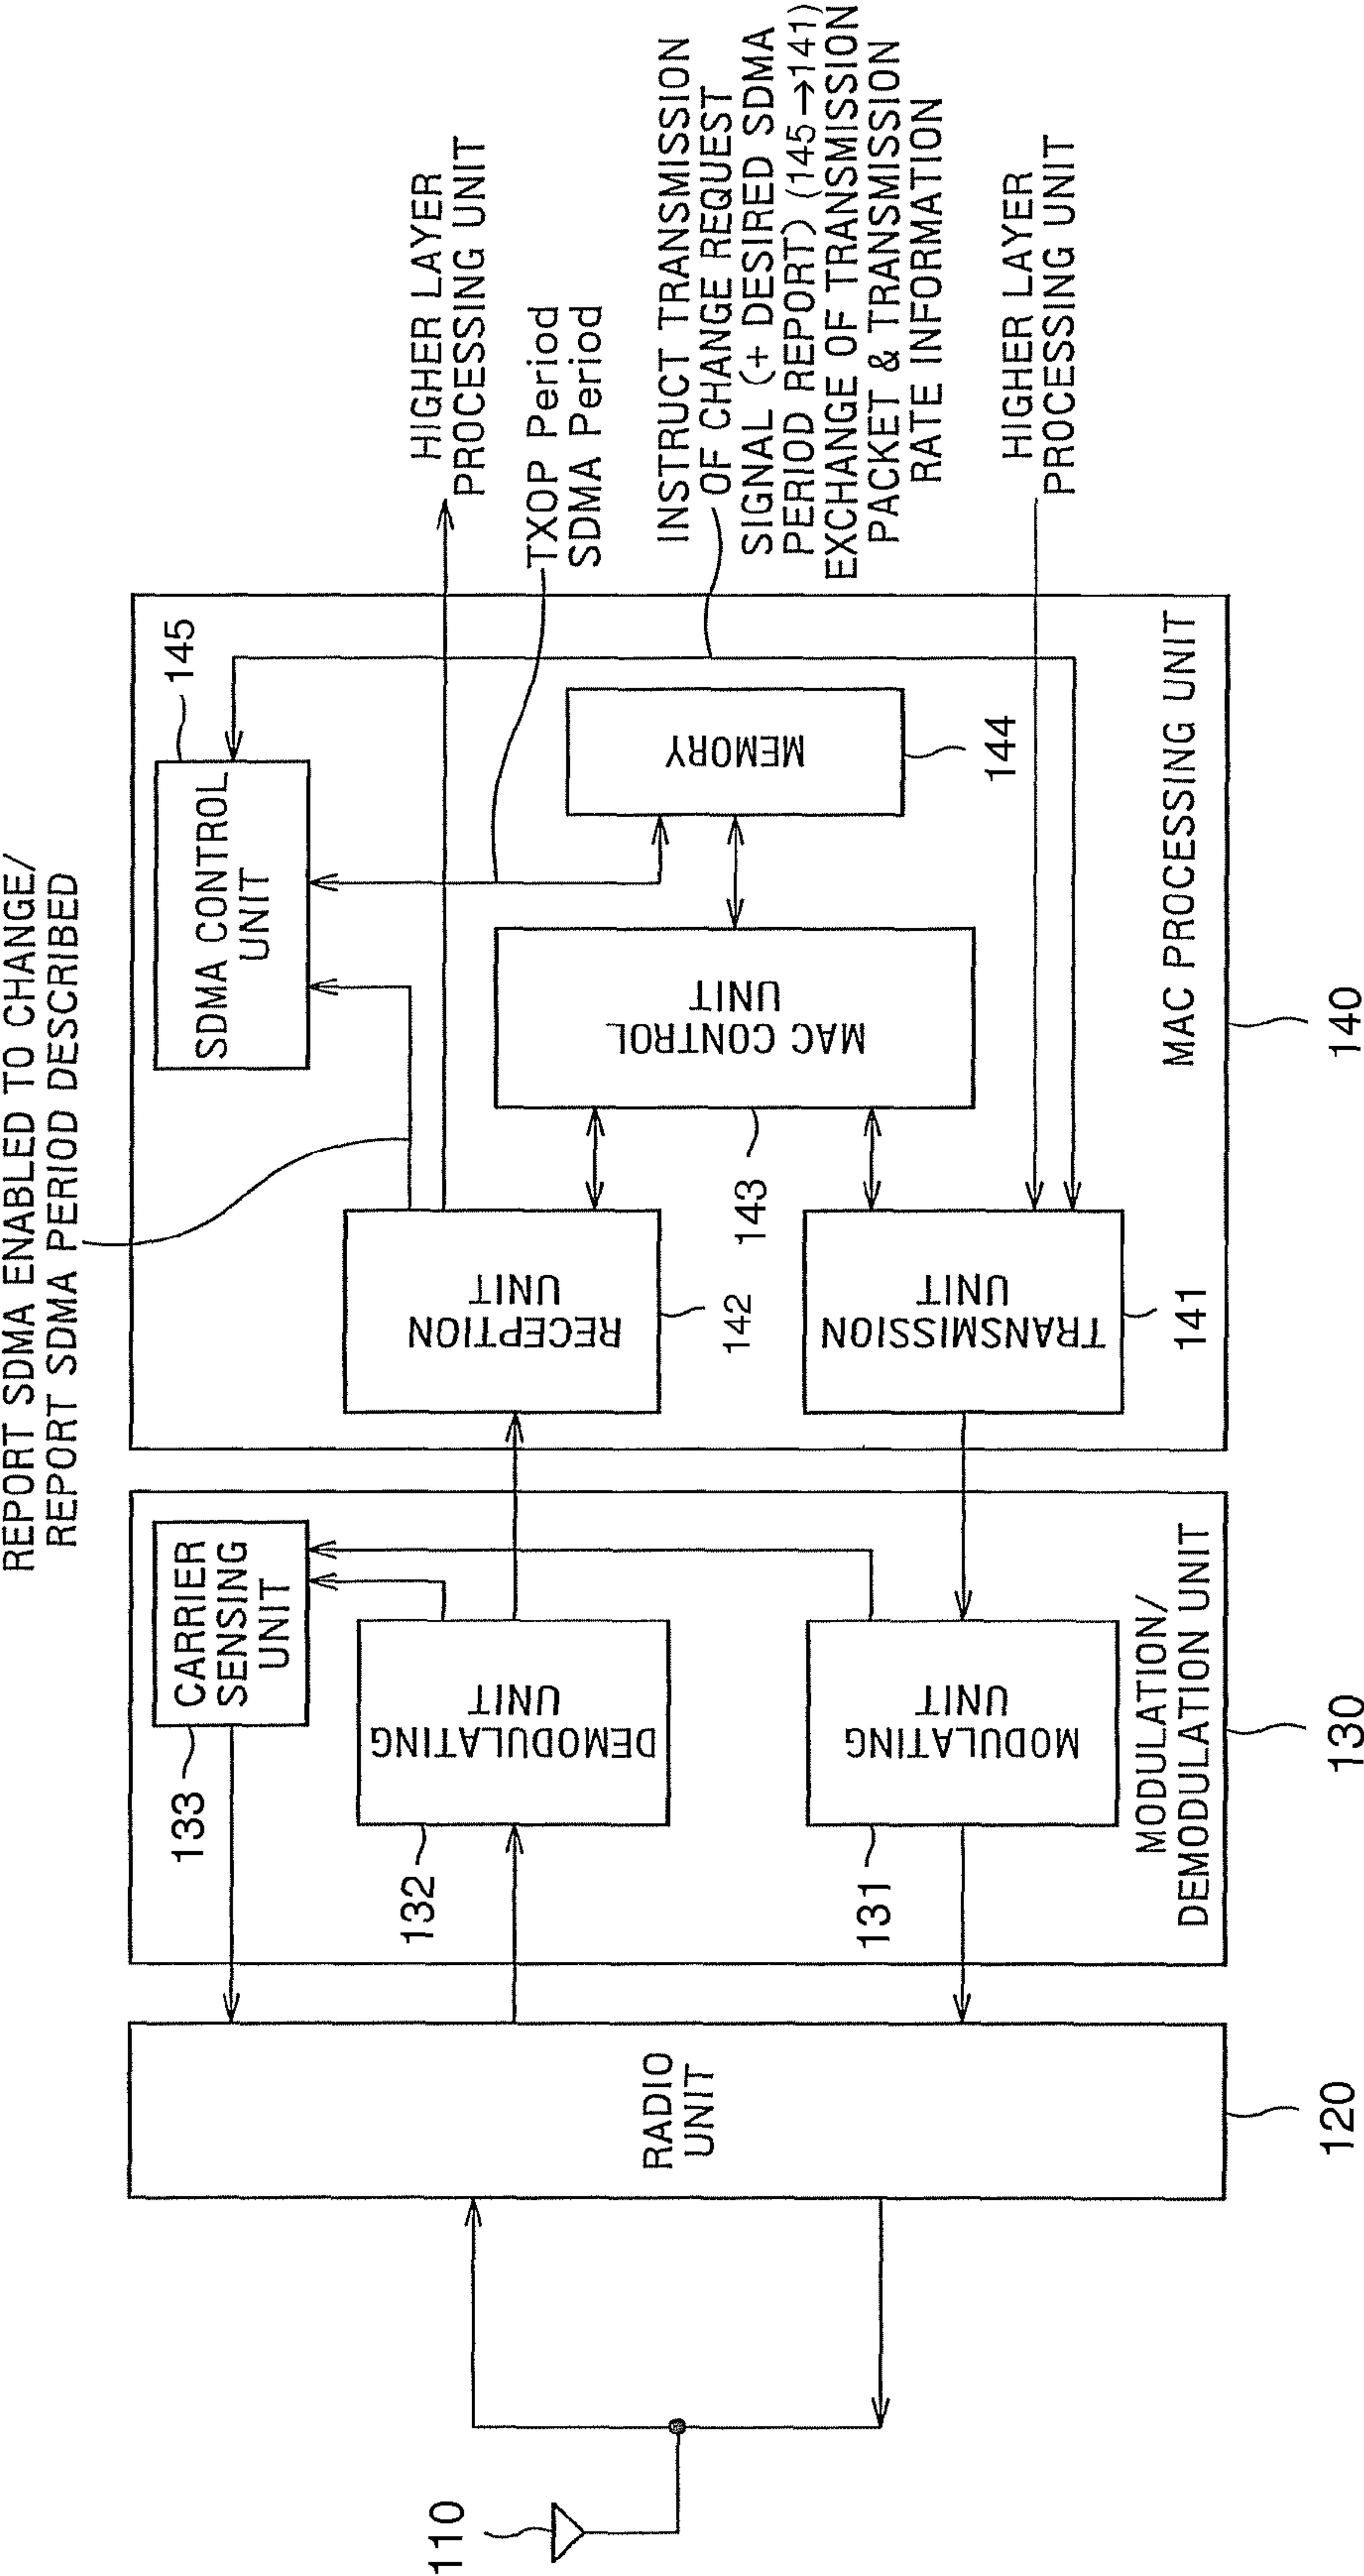 REPORT SDMA ENABLED TO CHANGE/
REPORT SDMA PERIOD DESCRIBED
HIGHER LAYER
PROCESSING UNIT
TXOP Period
SDMA Period
INSTRUCT TRANSMISSION
OF CHANGE REQUEST
SIGNAL (+ DESIRED SDMA
PERIOD REPORT) (145→141)
EXCHANGE OF TRANSMISSION
PACKET & TRANSMISSION
RATE INFORMATION
HIGHER LAYER
PROCESSING UNIT
110
RADIO
UNIT
120
133
CARRIER
SENSING
UNIT
132
DEMODULATING
UNIT
131
MODULATING
UNIT
MODULATION/
DEMODULATION UNIT
130
SDMA CONTROL
UNIT
145
RECEPTION
UNIT
142
MAC CONTROL
UNIT
143
MEMORY
144
TRANSMISSION
UNIT
141
MAC PROCESSING UNIT
140